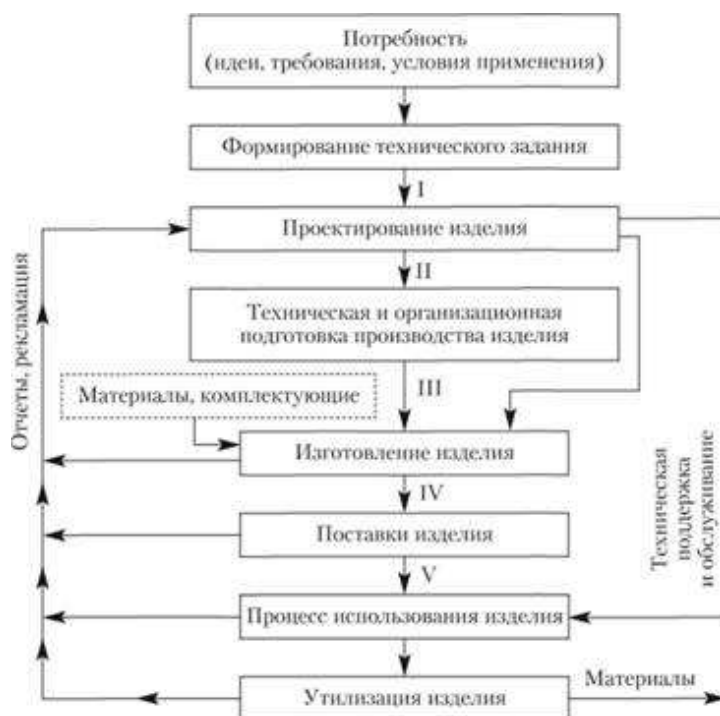 Потребность
(идеи, требования, условия применения)
Формирование технического задания
I
Проектирование изделия
II
Техническая и организационная
подготовка производства изделия
III
Материалы, комплектующие
Изготовление изделия
IV
Поставки изделия
V
Процесс использования изделия
Утилизация изделия
Материалы
Отчеты, рекламация
Техническая
поддержка
и обслуживание